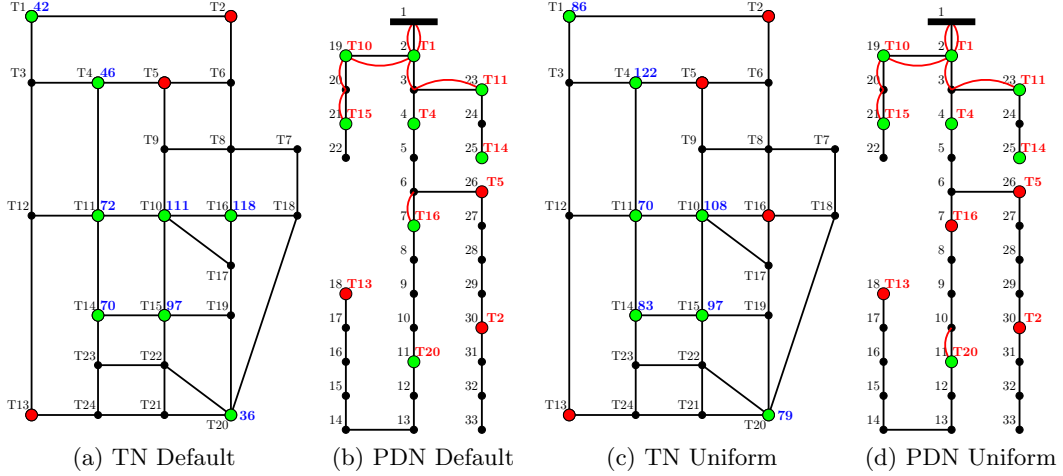 T1 42 T2
T3 T4 46 T5 T6
T9 T8 T7
T12 T11 72 T10 111 T16 118 T18
T17
T14 70 T15 97 T19
T23 T22
T13 T24 T21 T20 36
(a) TN Default
1
19 T10 2 T1
20 3 23 T11
21 T15 4 T4 24
22 5 25 T14
6 26 T5
7 T16 27
8 28
18 T13 9 29
17 10 30 T2
16 11 T20 31
15 12 32
14 13 33
(b) PDN Default
T1 86 T2
T3 T4 122 T5 T6
T9 T8 T7
T12 T11 70 T10 108 T16 T18
T17
T14 83 T15 97 T19
T23 T22
T13 T24 T21 T20 79
(c) TN Uniform
1
19 T10 2 T1
20 3 23 T11
21 T15 4 T4 24
22 5 25 T14
6 26 T5
7 T16 27
8 28
18 T13 9 29
17 10 30 T2
16 11 T20 31
15 12 32
14 13 33
(d) PDN Uniform